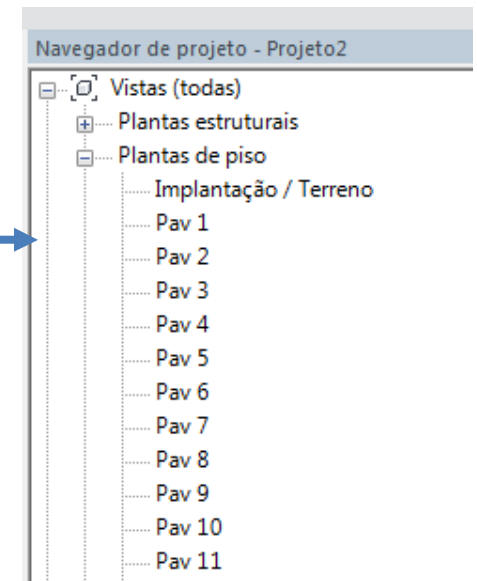 Navegador de projeto - Projeto2
Vistas (todas)
Plantas estruturais
Plantas de piso
Implantação / Terreno
Pav 1
Pav 2
Pav 3
Pav 4
Pav 5
Pav 6
Pav 7
Pav 8
Pav 9
Pav 10
Pav 11